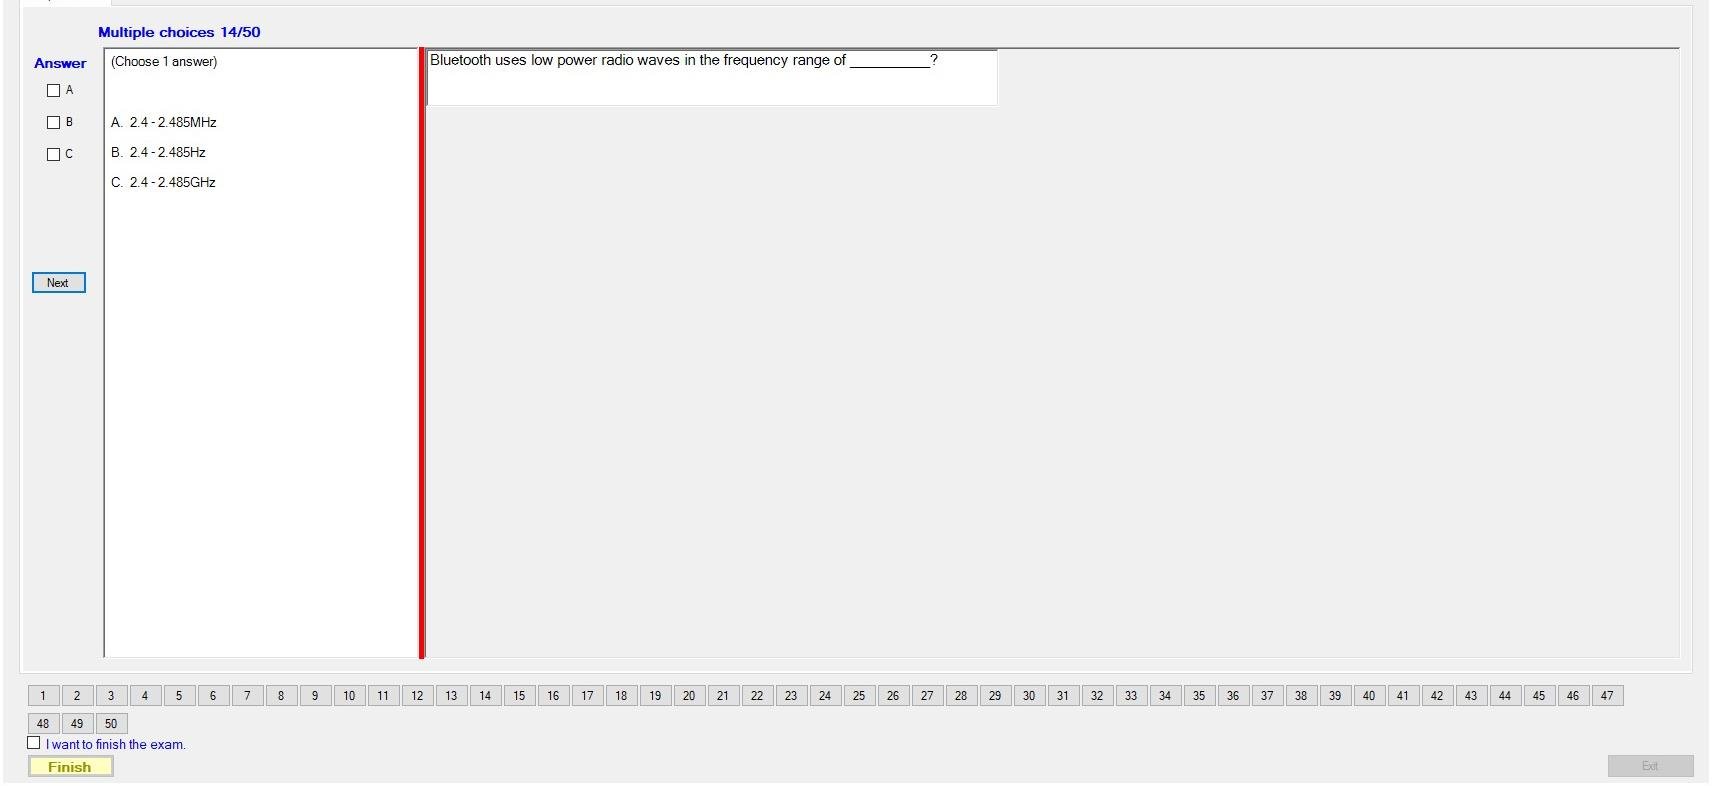 Multiple choices 14/50
Answer
(Choose 1 answer)
Bluetooth uses low power radio waves in the frequency range of __________?
A
B
A. 2.4 - 2.485MHz
C
B. 2.4 - 2.485Hz
C. 2.4 - 2.485GHz
Next
1 2 3 4 5 6 7 8 9 10 11 12 13 14 15 16 17 18 19 20 21 22 23 24 25 26 27 28 29 30 31 32 33 34 35 36 37 38 39 40 41 42 43 44 45 46 47
48 49 50
I want to finish the exam.
Finish
Exit